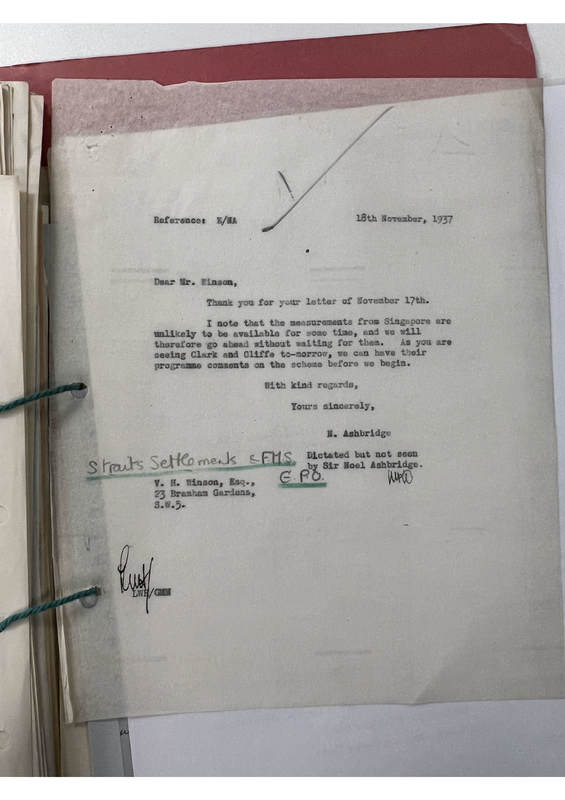 Reference: E/NA 18th November, 1937
Dear Mr. Winson,
Thank you for your letter of November 17th.
I note that the measurements from Singapore are
unlikely to be available for some time, and we will
therefore go ahead without waiting for them. As you are
seeing Clark and Cliffe to-morrow, we can have their
programme comments on the scheme before we begin.
With kind regards,
Yours sincerely,
N. Ashbridge
Straits Settlements & FMS.
Dictated but not seen
by Sir Noel Ashbridge.
G.P.O.
V. H. Winson, Esq.,
23 Bramham Gardens,
S.W.5.